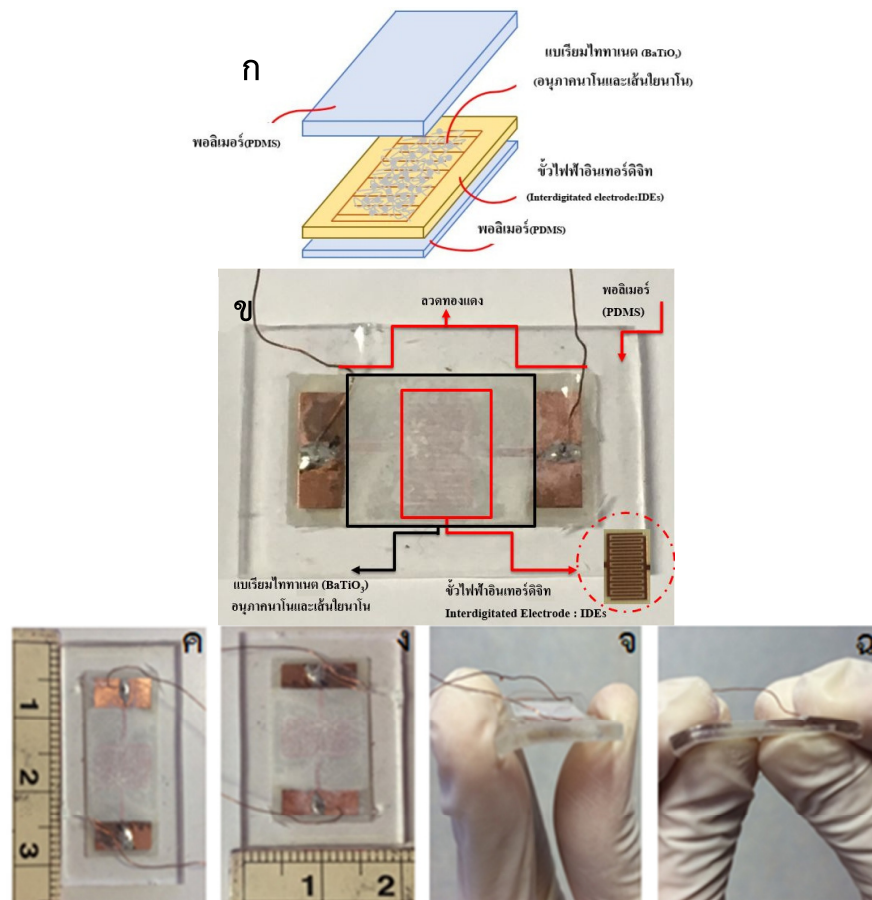 ก
แบเรียมไททาเนต (BaTiO₃)
(อนุภาคนาโนและเส้นใยนาโน)
พอลิเมอร์(PDMS)
ขั้วไฟฟ้าอินเทอร์ดิจิท
(Interdigitated electrode:IDEs)
พอลิเมอร์(PDMS)
ข
ลวดทองแดง
พอลิเมอร์
(PDMS)
แบเรียมไททาเนต (BaTiO₃)
อนุภาคนาโนและเส้นใยนาโน
ขั้วไฟฟ้าอินเทอร์ดิจิท
Interdigitated Electrode : IDEs
ค
1
2
3
ง
1 2
จ
ฉ